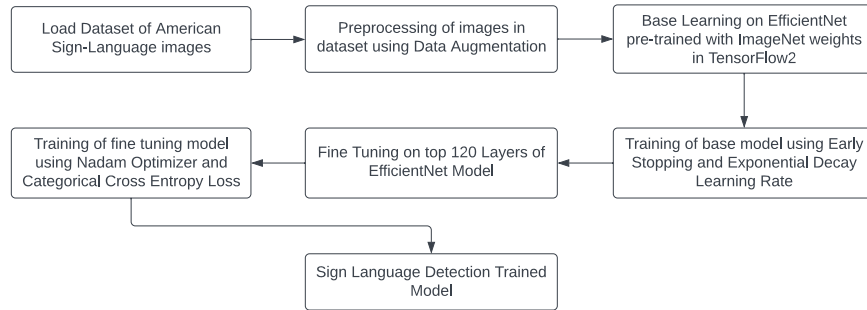 Load Dataset of American
Sign-Language images
Preprocessing of images in
dataset using Data Augmentation
Base Learning on EfficientNet
pre-trained with ImageNet weights
in TensorFlow2
Training of base model using Early
Stopping and Exponential Decay
Learning Rate
Fine Tuning on top 120 Layers of
EfficientNet Model
Training of fine tuning model
using Nadam Optimizer and
Categorical Cross Entropy Loss
Sign Language Detection Trained
Model